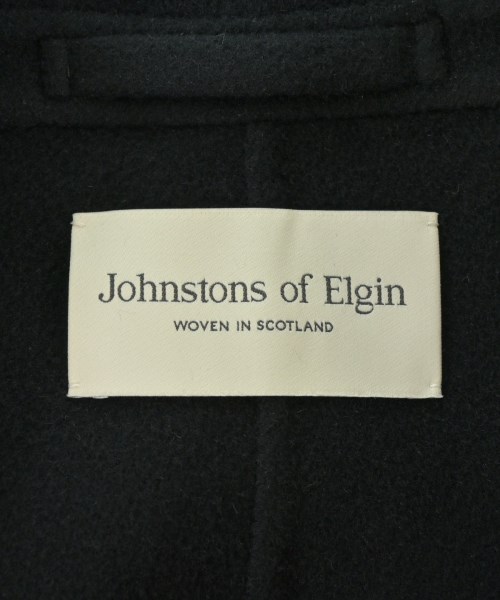 Johnstons of Elgin
WOVEN IN SCOTLAND